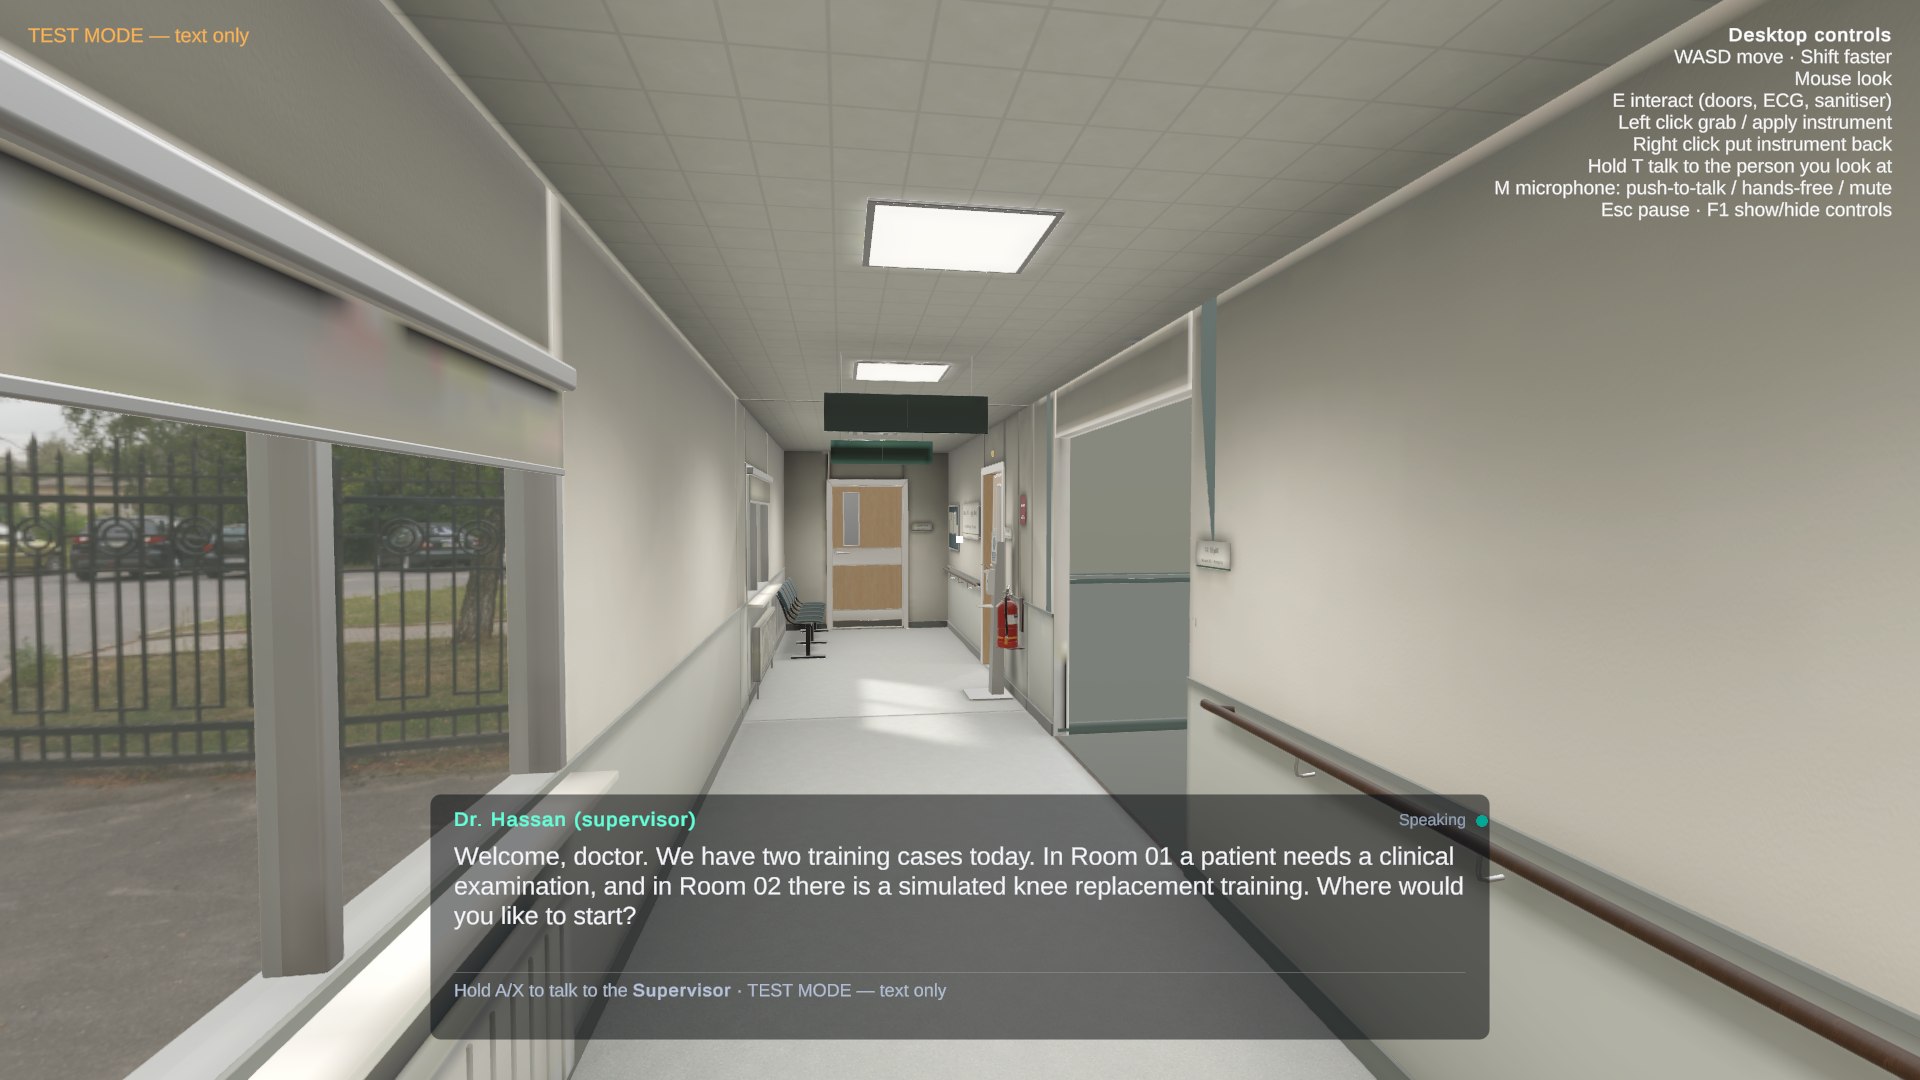 TEST MODE — text only
Desktop controls
WASD move · Shift faster
Mouse look
E interact (doors, ECG, sanitiser)
Left click grab / apply instrument
Right click put instrument back
Hold T talk to the person you look at
M microphone: push-to-talk / hands-free / mute
Esc pause · F1 show/hide controls
Dr. Hassan (supervisor)
Speaking
Welcome, doctor. We have two training cases today. In Room 01 a patient needs a clinical
examination, and in Room 02 there is a simulated knee replacement training. Where would
you like to start?
Hold A/X to talk to the Supervisor · TEST MODE — text only